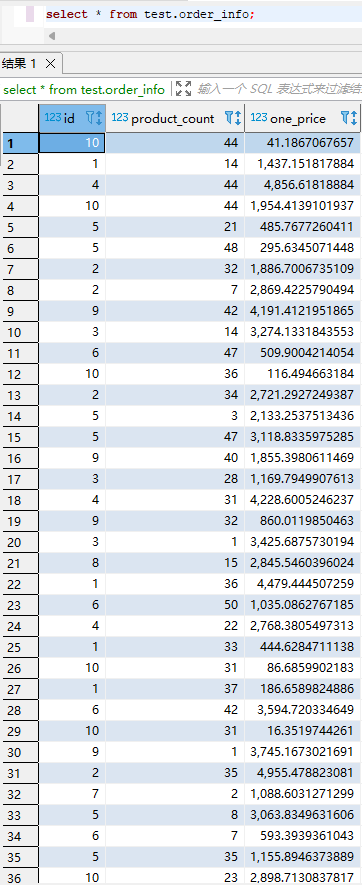 select * from test.order_info;
结果 1
select * from test.order_info 输入一个 SQL 表达式来过滤结
123 id 123 product_count 123 one_price
1 10 44 41.1867067657
2 1 14 1,437.151817884
3 4 44 4,856.61818884
4 10 44 1,954.4139101937
5 5 21 485.7677260411
6 5 48 295.6345071448
7 2 32 1,886.7006735109
8 2 7 2,869.4225790494
9 9 42 4,191.4121951865
10 3 14 3,274.1331843553
11 6 47 509.9004214054
12 10 36 116.494663184
13 2 34 2,721.2927249387
14 5 3 2,133.2537513436
15 5 47 3,118.8335975285
16 9 40 1,855.3980611469
17 3 28 1,169.7949907613
18 4 31 4,228.6005246237
19 9 32 860.0119850463
20 3 1 3,425.6875730194
21 8 15 2,845.5460396024
22 1 36 4,479.444507259
23 6 50 1,035.0862767185
24 4 22 2,768.3805497313
25 1 33 444.6284711138
26 10 31 86.6859902183
27 1 37 186.6589824886
28 6 42 3,594.720334649
29 10 31 16.3519744261
30 9 1 3,745.1673021691
31 2 35 4,955.478823081
32 7 2 1,088.6031271299
33 5 8 3,063.8349631606
34 6 7 593.3939361043
35 5 35 1,155.8946373889
36 10 23 2,898.7130837817